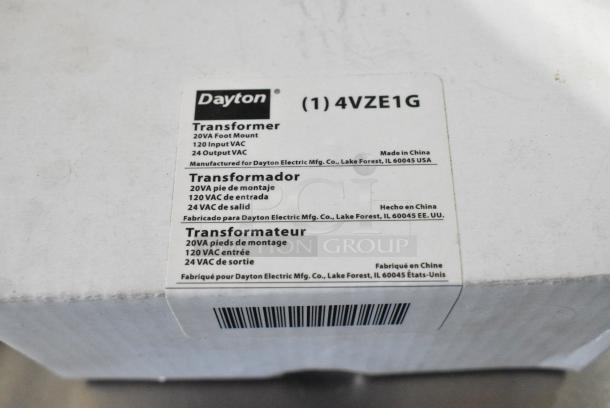 Dayton®
(1) 4VZE1G
Transformer
20VA Foot Mount
120 Input VAC
24 Output VAC
Made in China
Manufactured for Dayton Electric Mfg. Co., Lake Forest, IL 60045 USA
Transformador
20VA pie de montaje
120 VAC de entrada
24 VAC de salid
Hecho en China
Fabricado para Dayton Electric Mfg. Co., Lake Forest, IL 60045 EE. UU.
Transformateur
20VA pieds de montage
120 VAC entrée
24 VAC de sortie
Fabriqué en Chine
Fabriqué pour Dayton Electric Mfg. Co., Lake Forest, IL 60045 États-Unis
GROUP